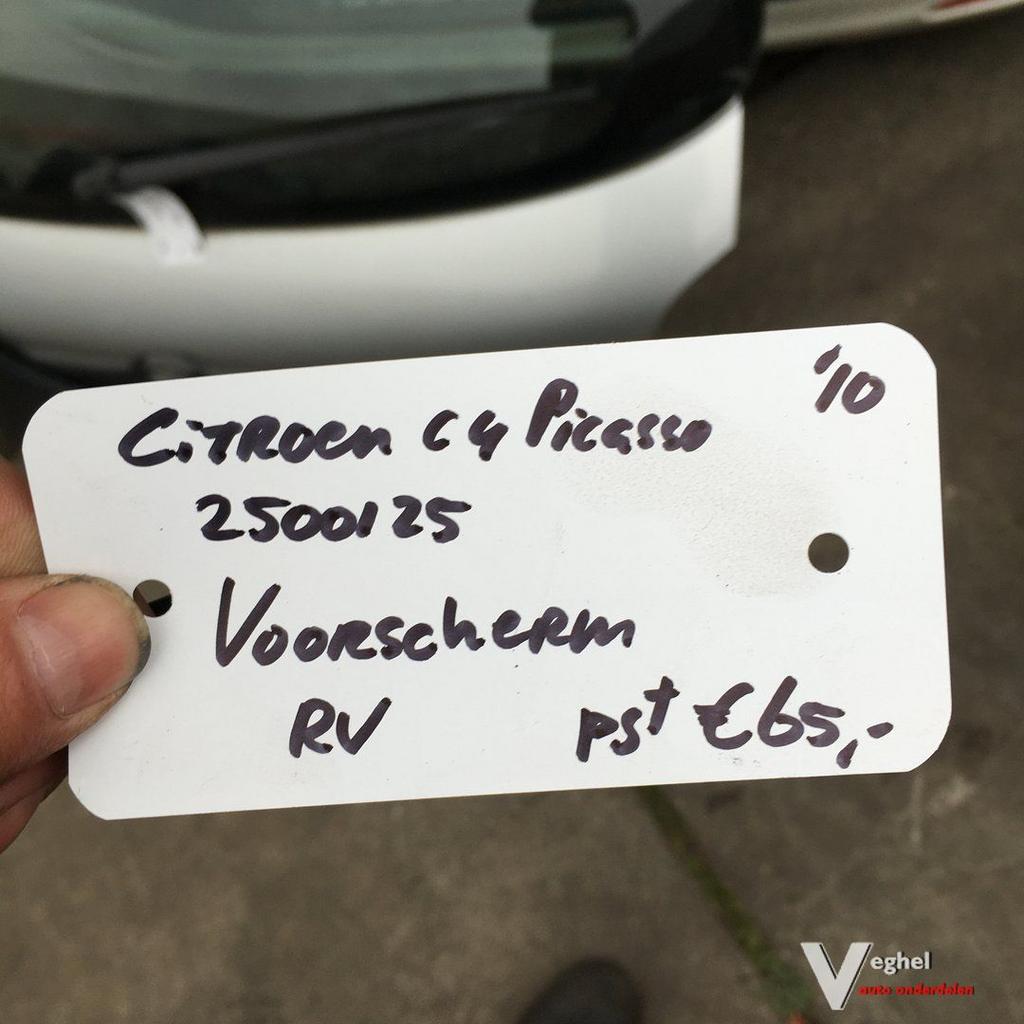 CiTROEn C4 Picasso '10
2500125
Voorscherm
RV pst €65,-
Veghel
auto onderdelen